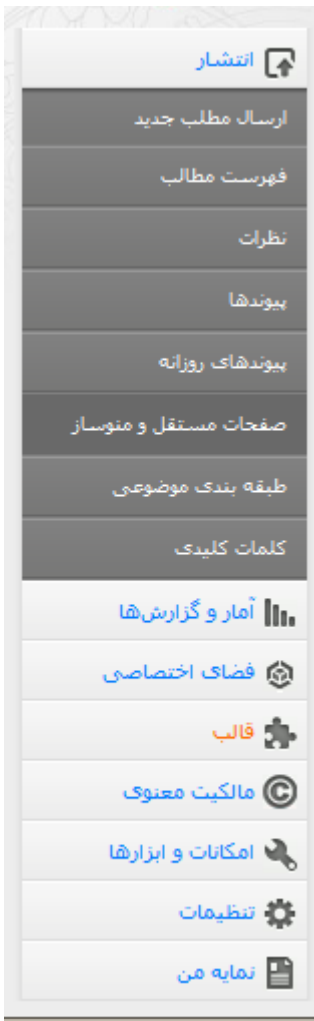 انتشار
ارسال مطلب جدید
فهرست مطالب
نظرات
پیوندها
پیوندهای روزانه
صفحات مستقل و منوساز
طبقه بندی موضوعی
کلمات کلیدی
آمار و گزارش‌ها
فضای اختصاصی
قالب
مالکیت معنوی
امکانات و ابزارها
تنظیمات
نمایه من